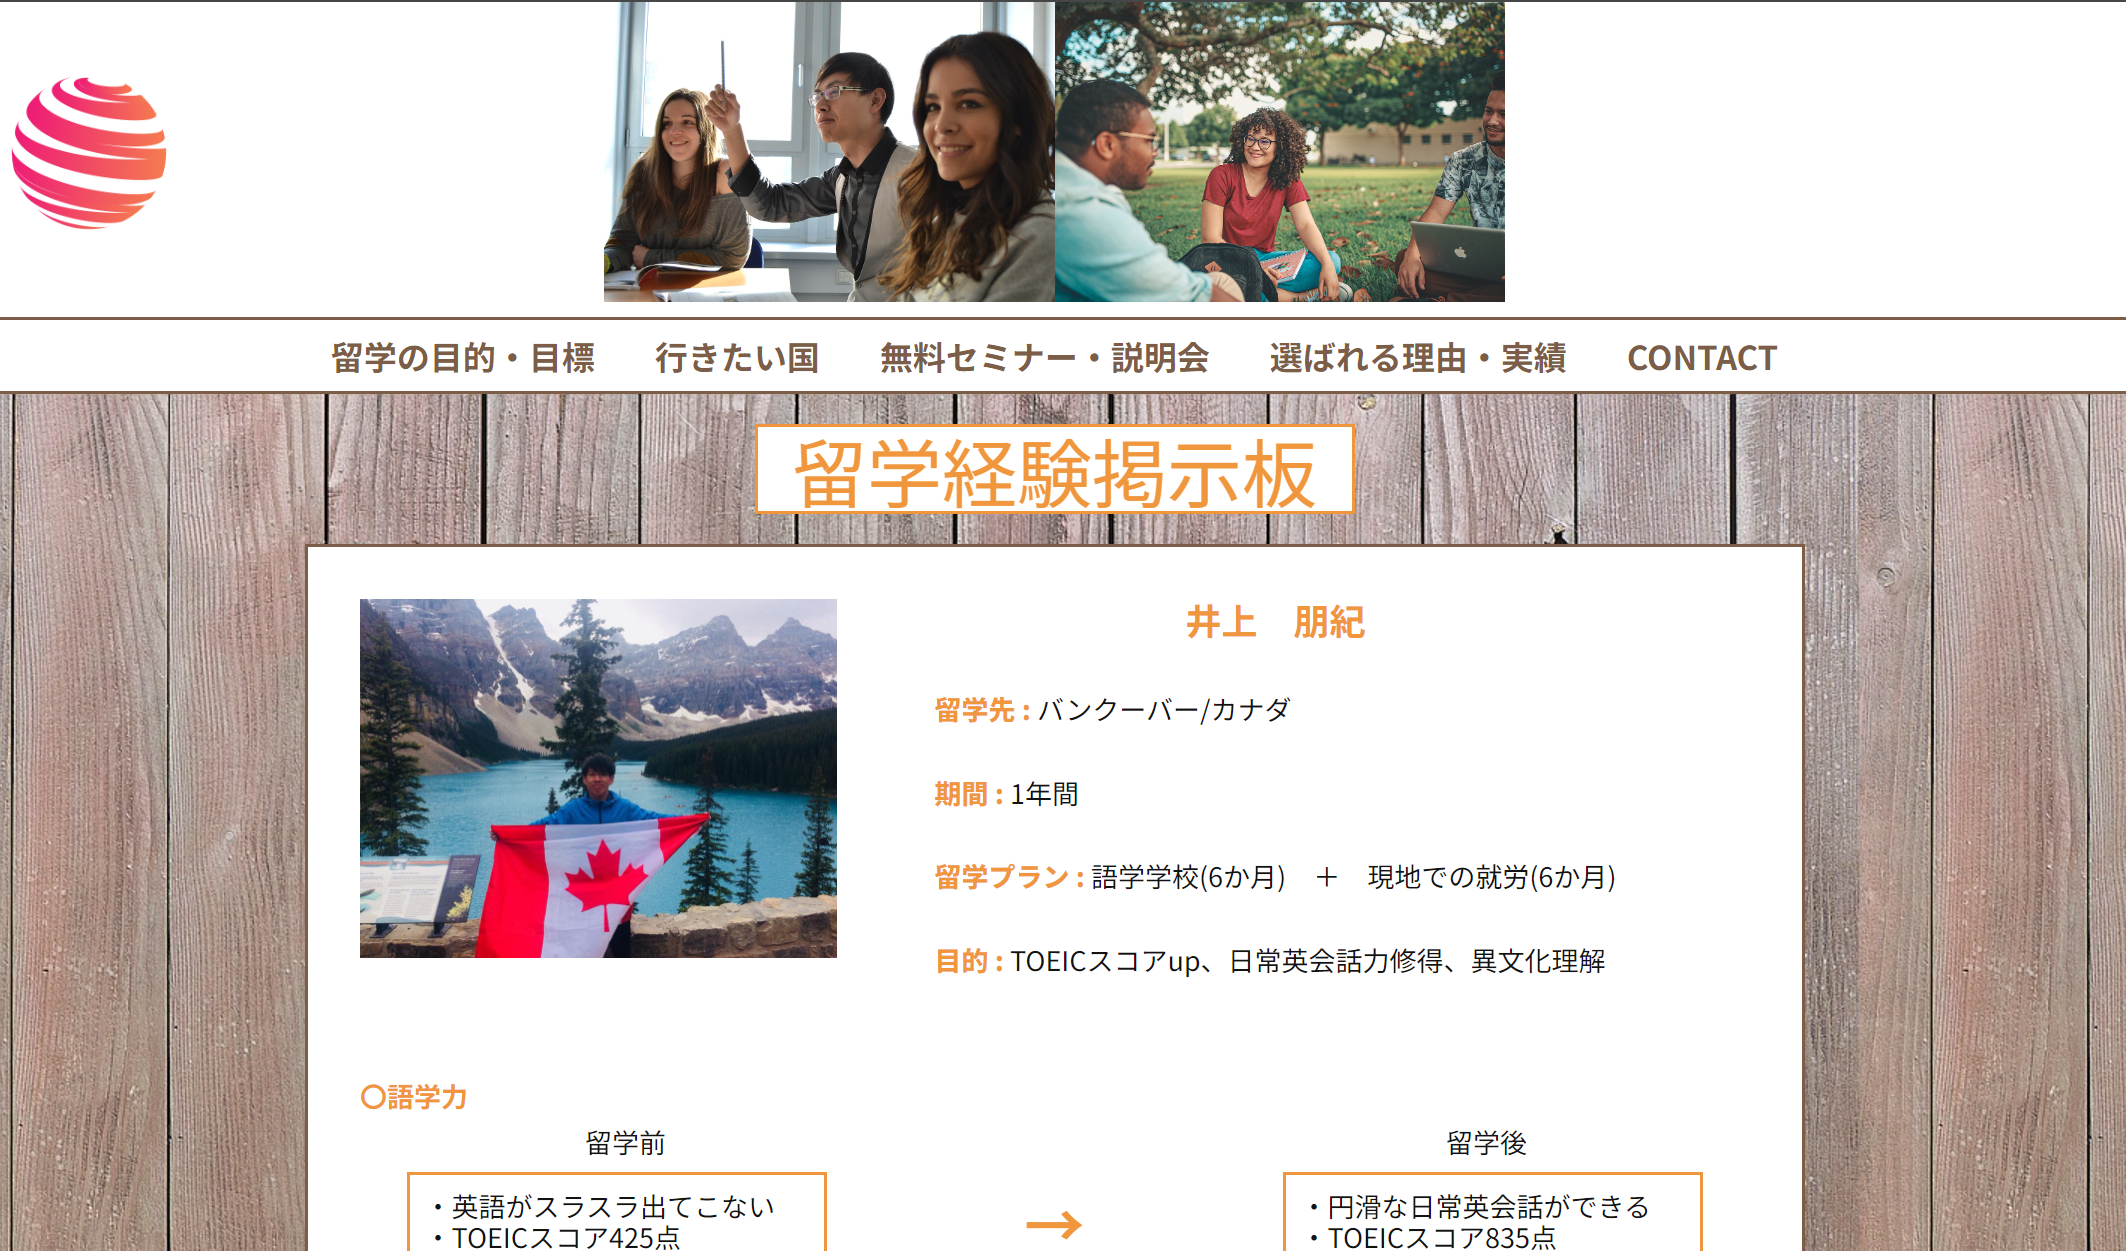 留学の目的・目標
行きたい国
無料セミナー・説明会
選ばれる理由・実績
CONTACT
留学経験掲示板
井上　朋紀
留学先 : バンクーバー/カナダ
期間 : 1年間
留学プラン : 語学学校(6か月)　＋　現地での就労(6か月)
目的 : TOEICスコアup、日常英会話力修得、異文化理解
〇語学力
留学前
・英語がスラスラ出てこない
・TOEICスコア425点
→
留学後
・円滑な日常英会話ができる
・TOEICスコア835点